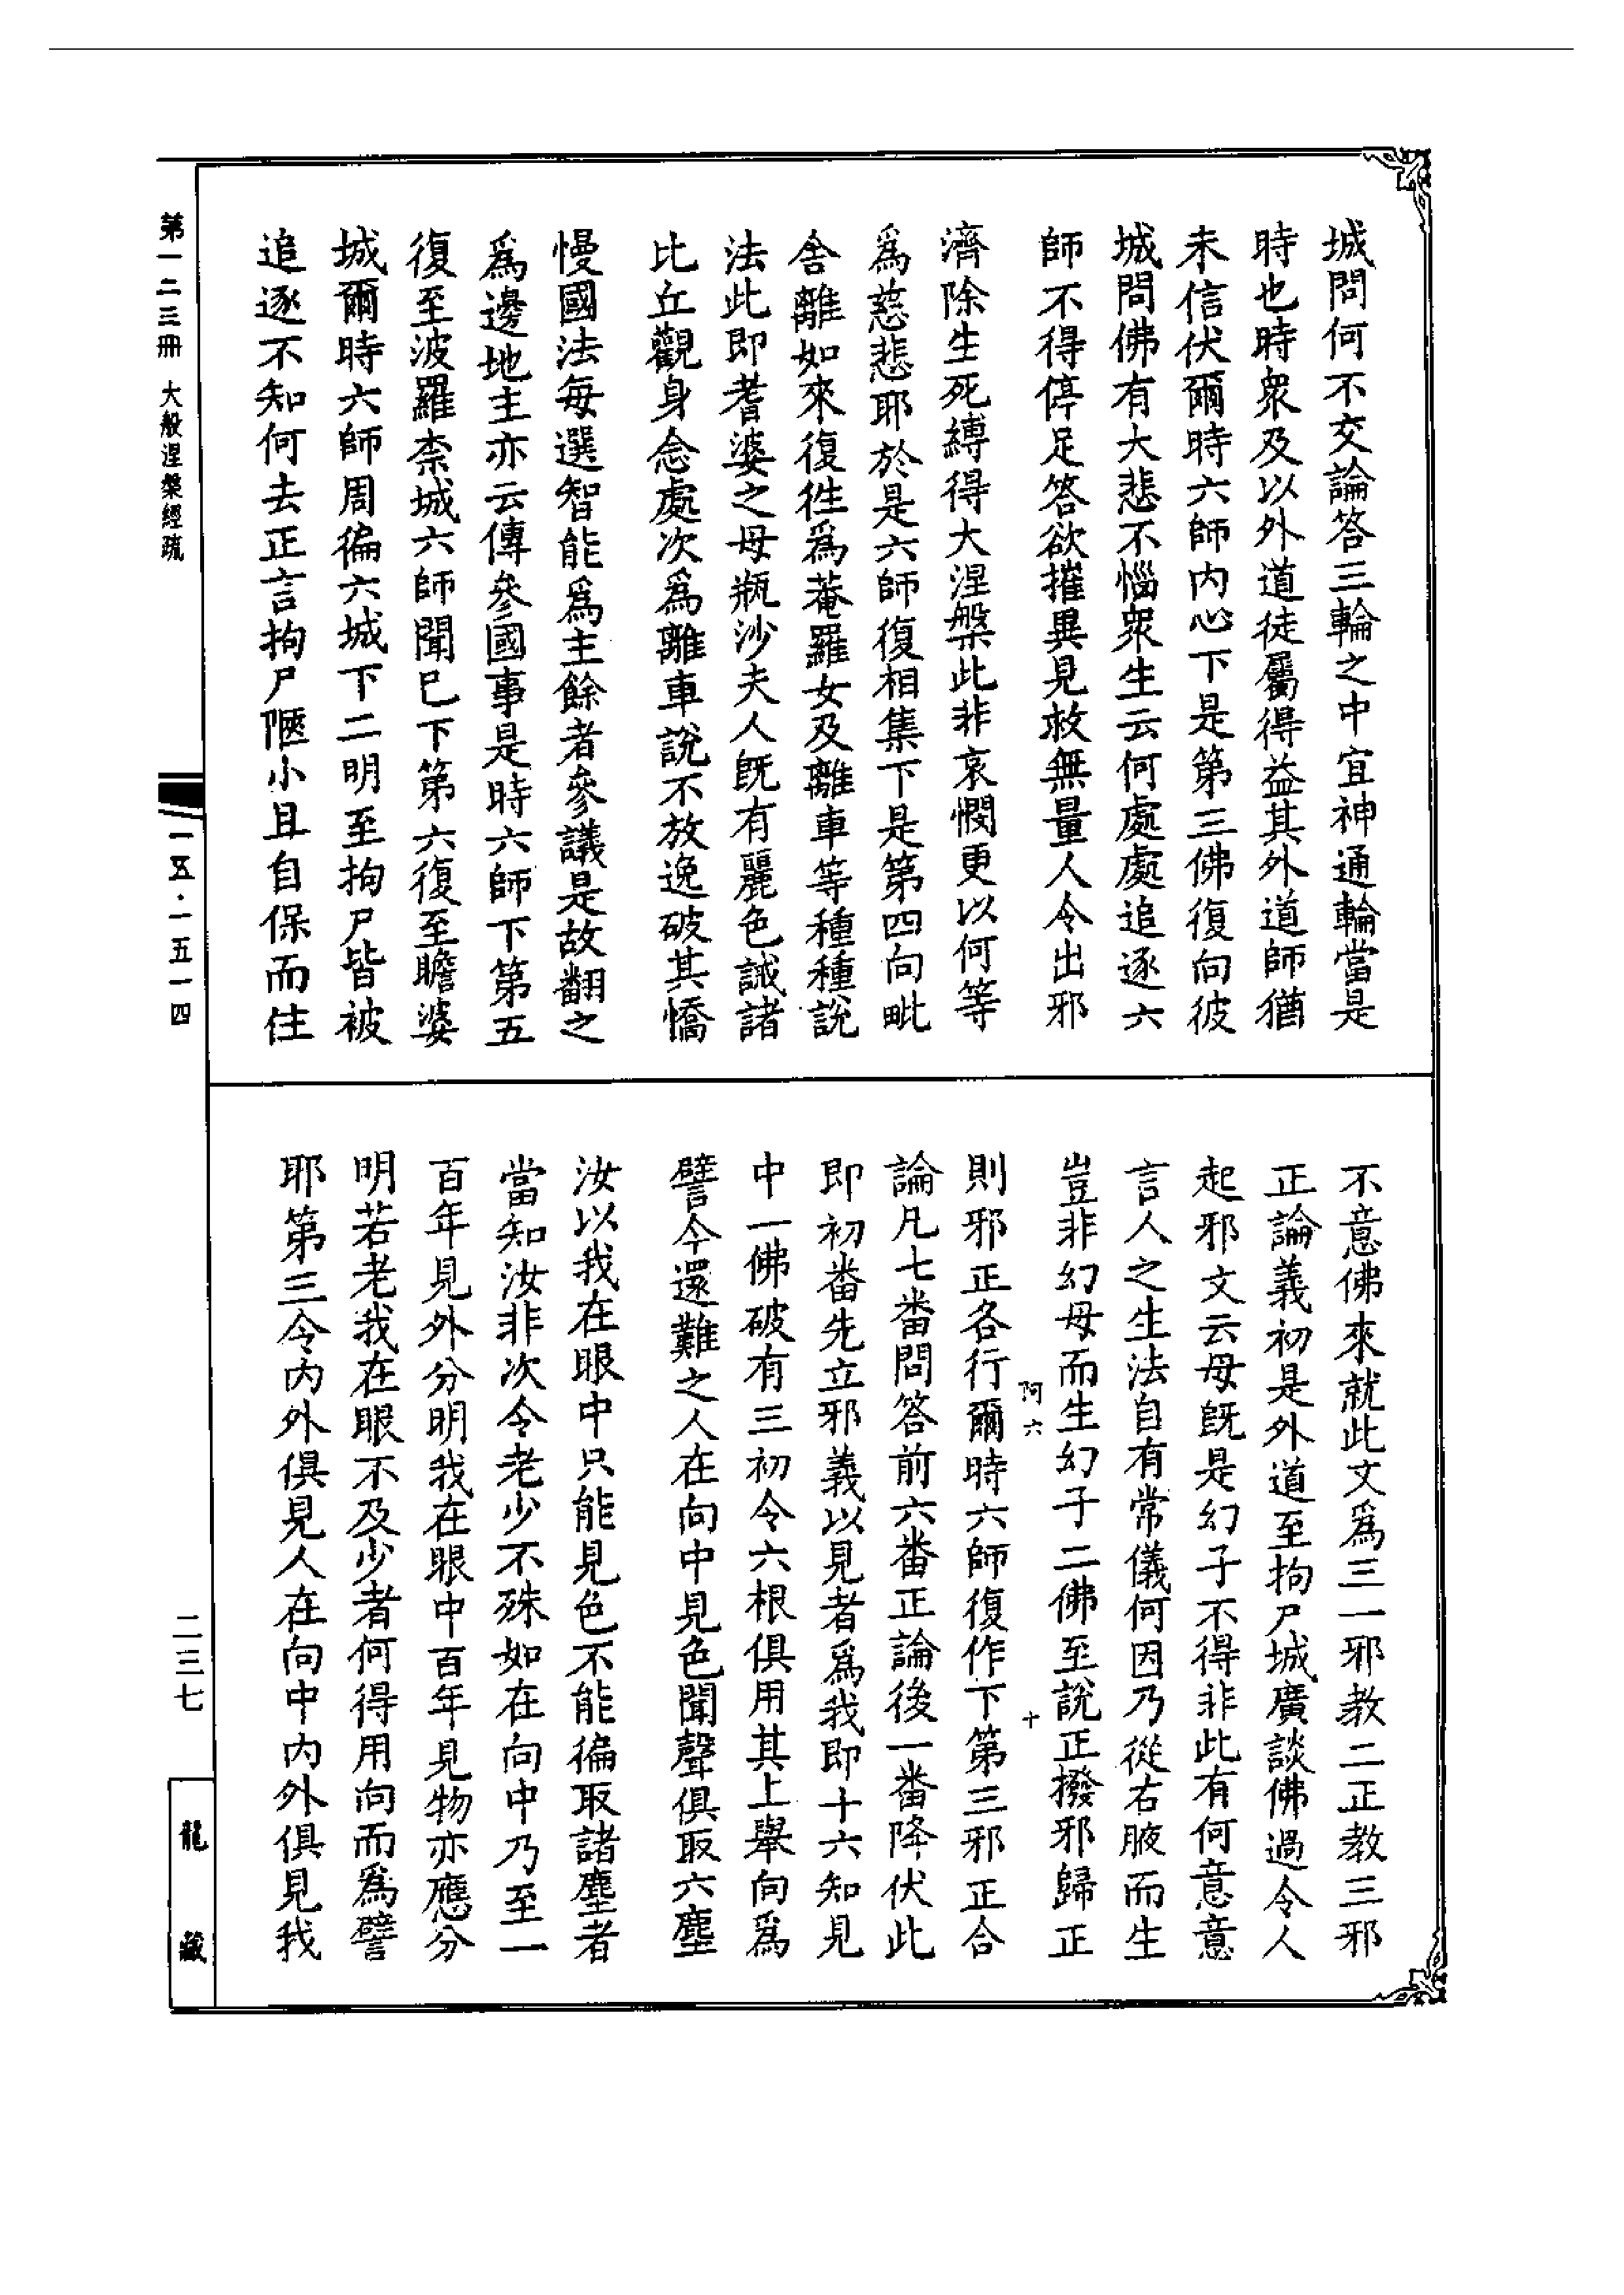 城問何不交論答三輪之中宜神通輪當是
時也時衆及以外道徒屬得益其外道師猶
未信伏爾時六師内心下是第三佛復向彼
城問佛有大悲不惱衆生云何處處追逐六
師不得停足答欲摧異見救無量人令出邪
濟除生死縛得大涅槃此非哀憫更以何等
爲慈悲耶於是六師復相集下是第四向毗
舍離如來復徃爲菴羅女及離車等種種說
法此即耆婆之母瓶沙夫人旣有麗色誡諸
比丘觀身念處次爲離車說不放逸破其憍
慢國法每選智能爲主餘者參議是故翻之
爲邊地主亦云傳參國事是時六師下第五
復至波羅柰城六師聞巳下第六復至瞻婆
城爾時六師周徧六城下二明至拘尸皆被
追逐不知何去正言拘尸陋小且自保而住
不意佛來就此文爲三一邪教二正教三邪
正論義初是外道至拘尸城廣談佛過令人
起邪文云母旣是幻子不得非此有何意意
言人之生法自有常儀何因乃從右腋而生
豈非幻母而生幻子二佛至說正撥邪歸正
阿六 十
則邪正各行爾時六師復作下第三邪正合
論凡七番問答前六番正論後一番降伏此
即初番先立邪義以見者爲我即十六知見
中一佛破有三初令六根俱用其上舉向爲
譬今還難之人在向中見色聞聲俱取六塵
汝以我在眼中只能見色不能徧取諸塵者
當知汝非次令老少不殊如在向中乃至一
百年見外分明我在眼中百年見物亦應分
明若老我在眼不及少者何得用向而爲譬
耶第三令内外俱見人在向中内外俱見我
第一二三冊 大般涅槃經疏
一五·一五一四
二三七
龍藏